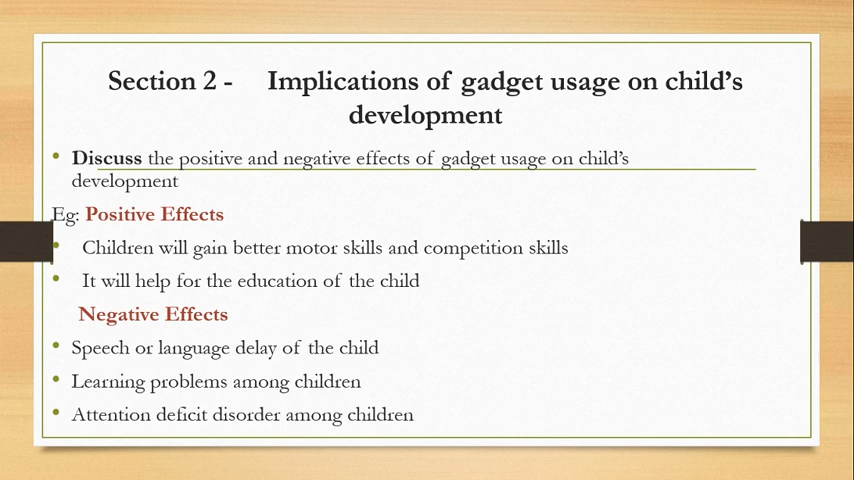 Section 2 - Implications of gadget usage on child's
development
• Discuss the positive and negative effects of gadget usage on child's
development
Eg: Positive Effects
• Children will gain better motor skills and competition skills
• It will help for the education of the child
Negative Effects
• Speech or language delay of the child
• Learning problems among children
• Attention deficit disorder among children